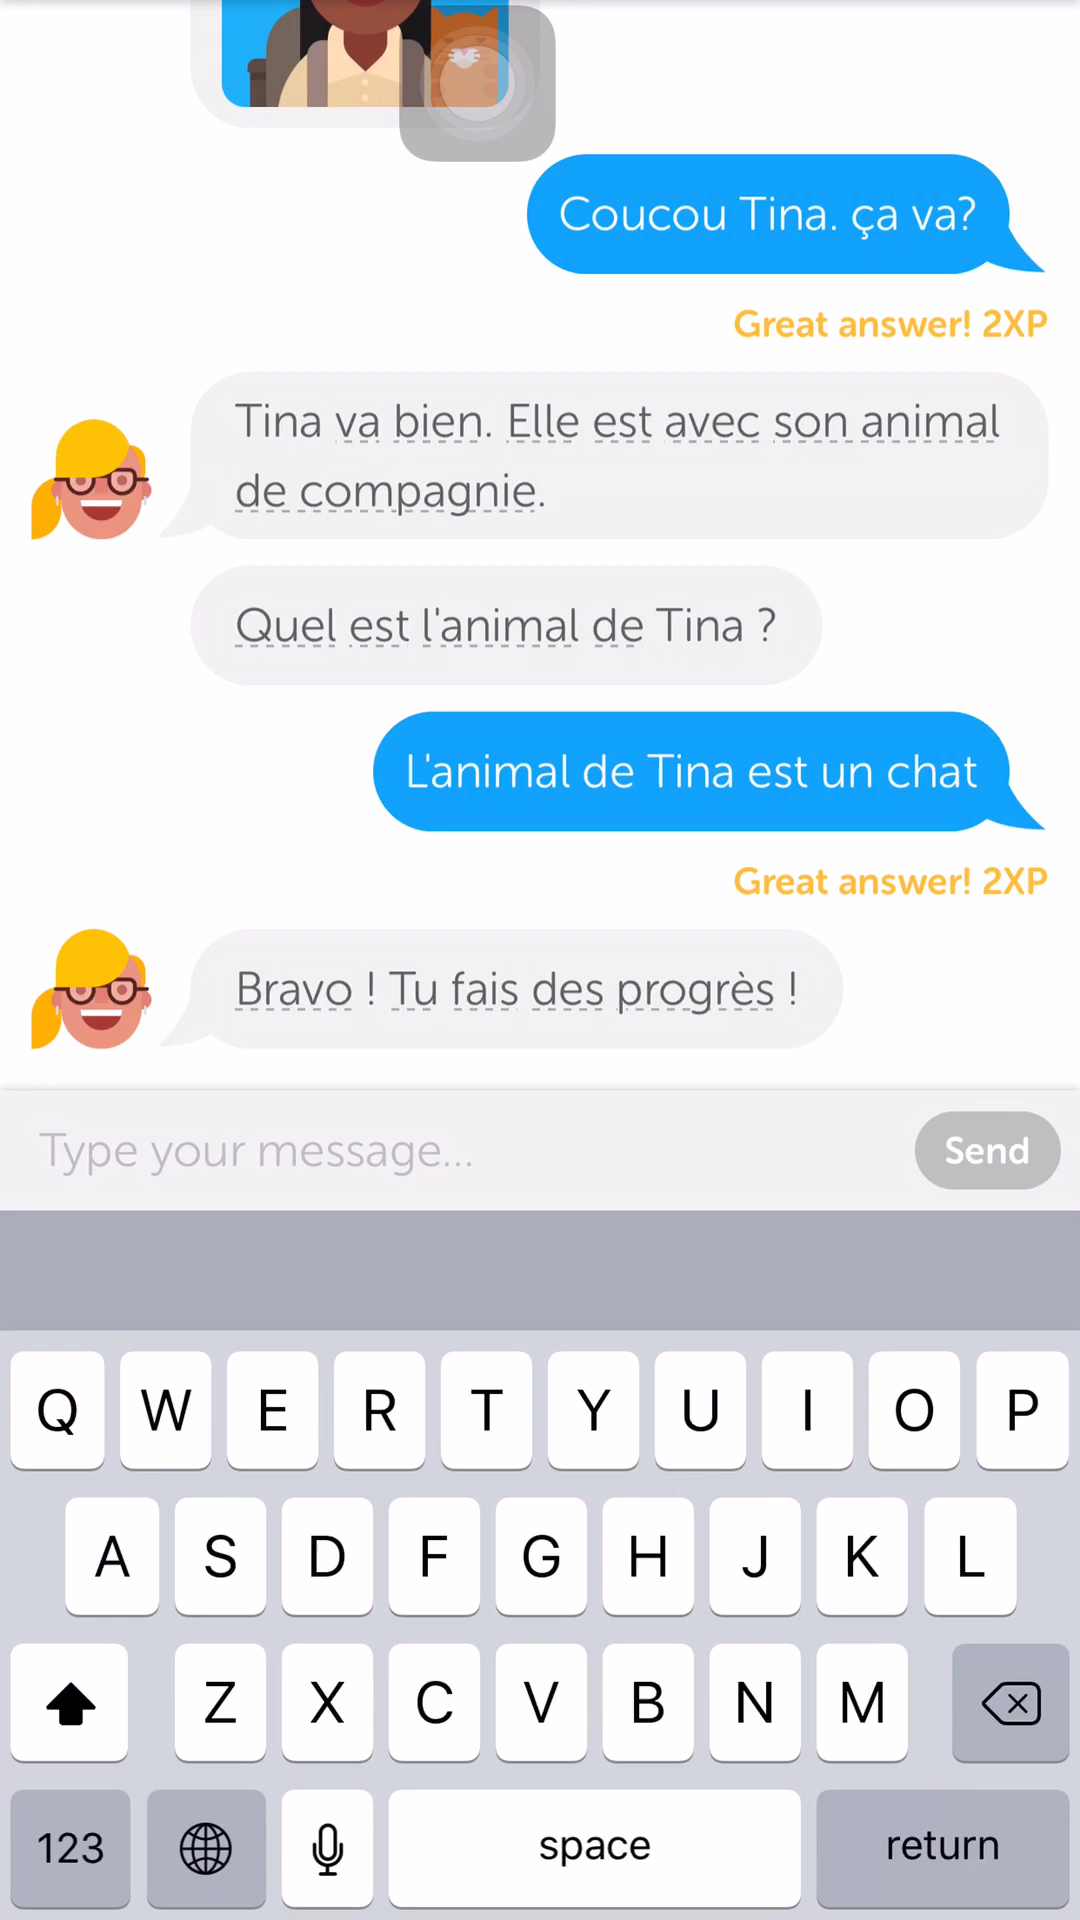 Coucou Tina. ça va?
Great answer! 2XP
Tina va bien. Elle est avec son animal
de compagnie.
Quel est l'animal de Tina ?
L'animal de Tina est un chat
Great answer! 2XP
Bravo ! Tu fais des progrès !
Type your message...
Send
Q W E R T Y U I O P
A S D F G H J K L
Z X C V B N M
123 space return